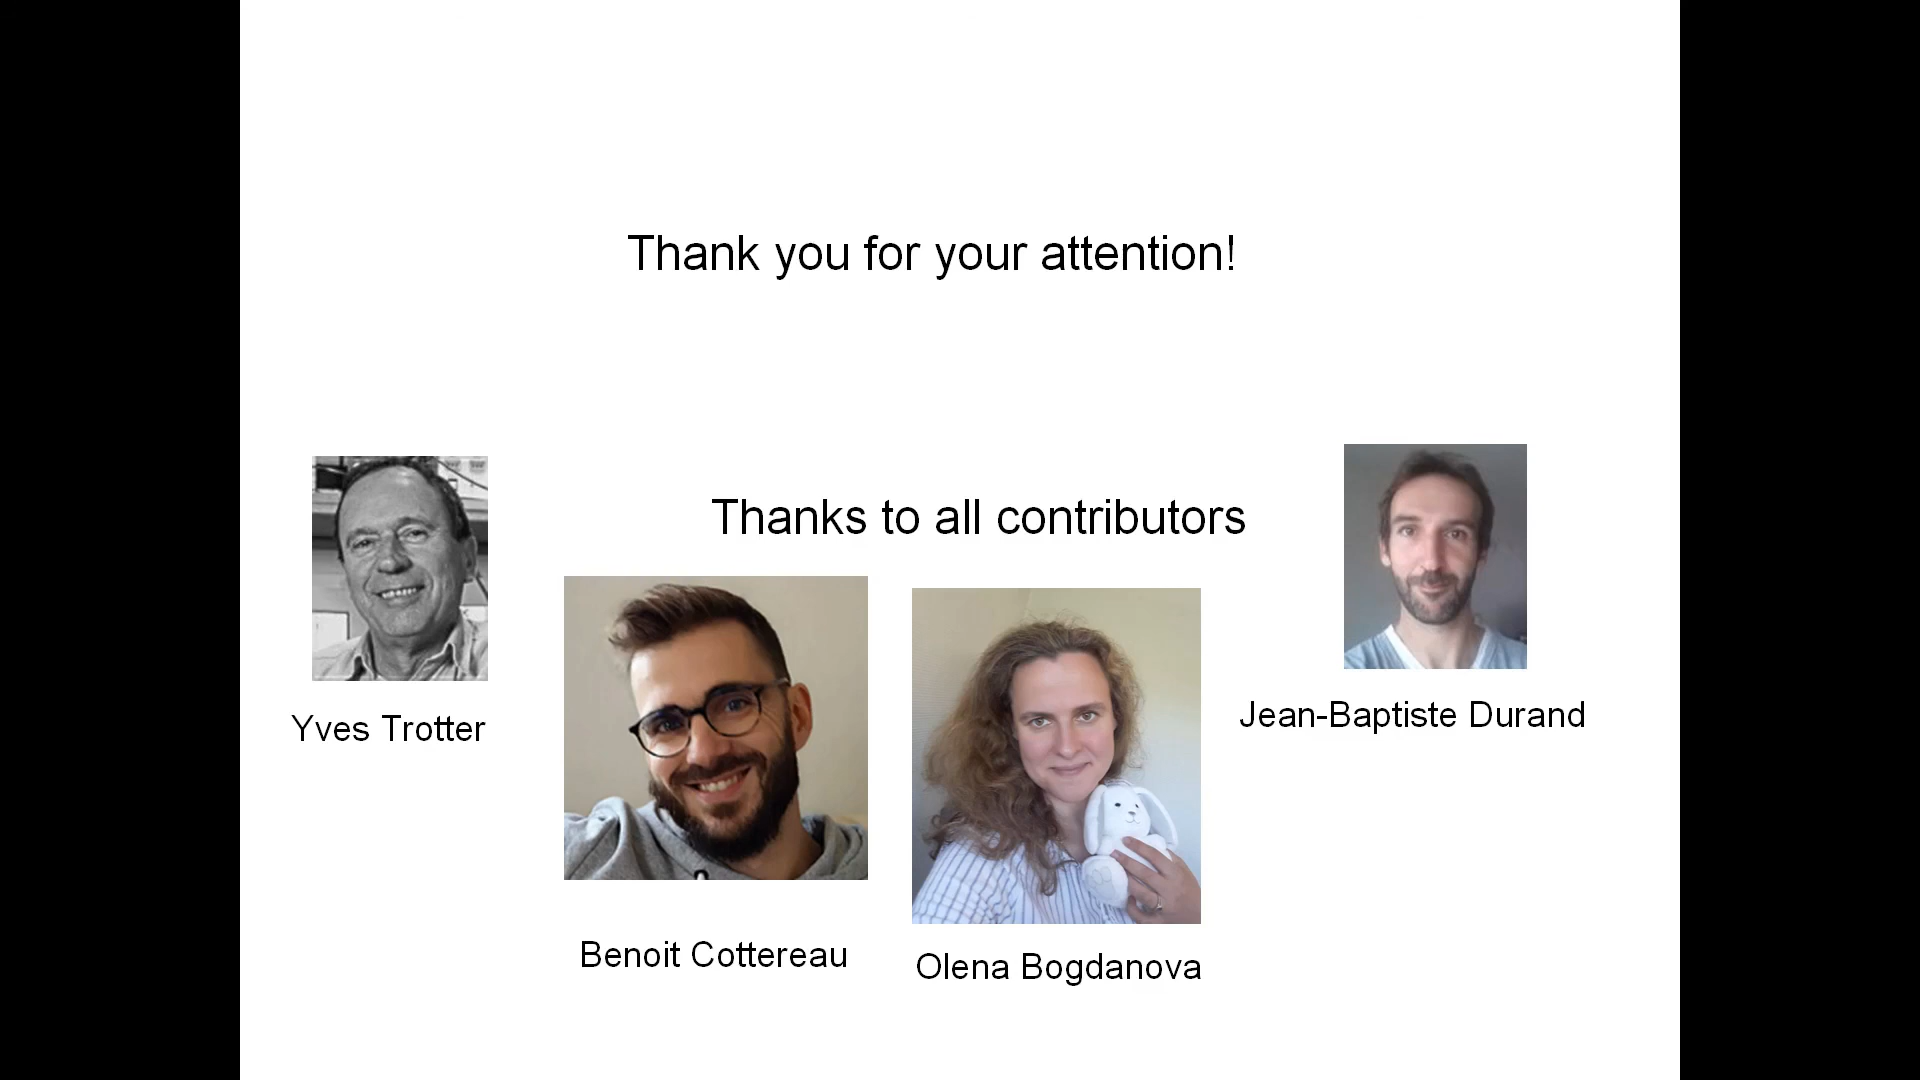 Thank you for your attention!
Thanks to all contributors
Yves Trotter
Jean-Baptiste Durand
Benoit Cottereau
Olena Bogdanova